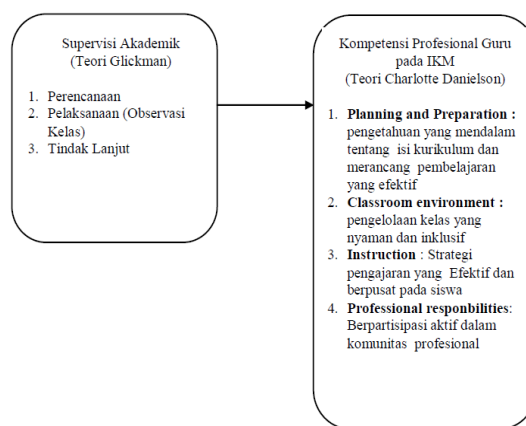 Supervisi Akademik
(Teori Glickman)
1. Perencanaan
2. Pelaksanaan (Observasi
Kelas)
3. Tindak Lanjut
Kompetensi Profesional Guru
pada IKM
(Teori Charlotte Danielson)
1. Planning and Preparation :
pengetahuan yang mendalam
tentang isi kurikulum dan
merancang pembelajaran
yang efektif
2. Classroom environment :
pengelolaan kelas yang
nyaman dan inklusif
3. Instruction : Strategi
pengajaran yang Efektif dan
berpusat pada siswa
4. Professional responbilities:
Berpartisipasi aktif dalam
komunitas profesional